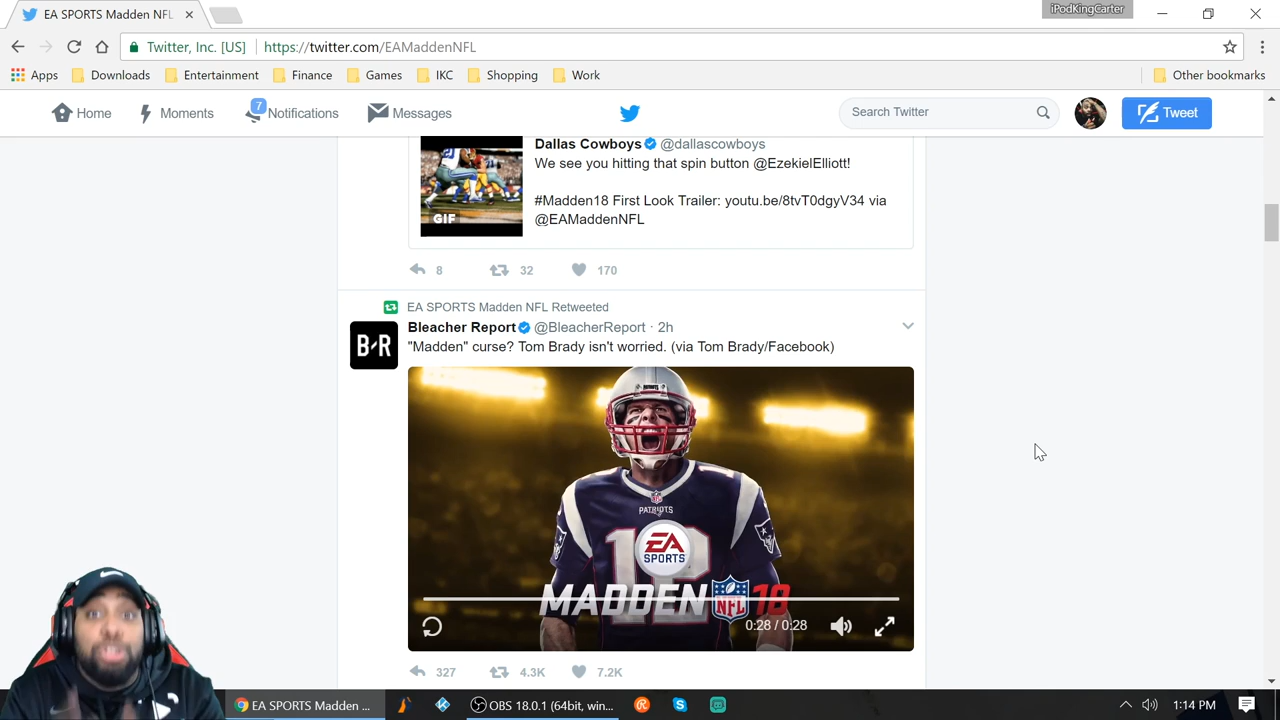 iPodKingCarter
EA SPORTS Madden NFL
Twitter, Inc. [US]
https://twitter.com/EAMaddenNFL
Apps Downloads Entertainment Finance Games IKC Shopping Work Other bookmarks
Home Moments 7 Notifications Messages Search Twitter Tweet
Dallas Cowboys @dallascowboys
We see you hitting that spin button @EzekielElliott!
#Madden18 First Look Trailer: youtu.be/8tvT0dgyV34 via
@EAMaddenNFL
GIF
8 32 170
EA SPORTS Madden NFL Retweeted
Bleacher Report @BleacherReport · 2h
"Madden" curse? Tom Brady isn't worried. (via Tom Brady/Facebook)
B/R
PATRIOTS
PATRIOTS
12
EA
SPORTS
MADDEN NFL 18
0:28 / 0:28
327 4.3K 7.2K
EA SPORTS Madden ... OBS 18.0.1 (64bit, win... 1:14 PM